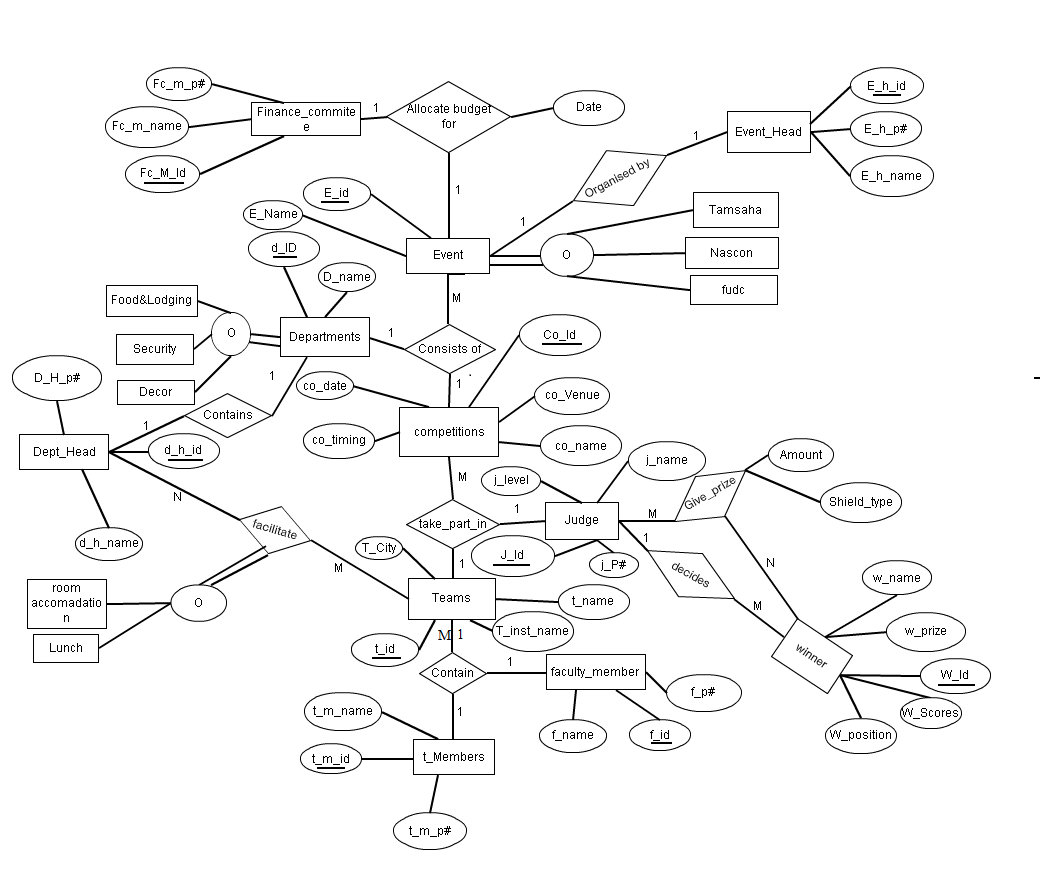 Fc_m_p#
Fc_m_name
Fc_M_Id
Finance_commite
e
1
Allocate budget
for
Date
1
Event_Head
E_h_id
E_h_p#
E_h_name
1
Organised by
1
E_id
E_Name
Event
O
Tamsaha
Nascon
fudc
d_ID
D_name
M
Food&Lodging
Security
Decor
O
Departments
1
Consists of
1
Co_Id
co_date
co_timing
competitions
co_Venue
co_name
D_H_p#
Dept_Head
1
Contains
1
d_h_id
d_h_name
N
facilitate
M
O
room
accomadatio
n
Lunch
M
take_part_in
1
1
j_level
j_name
Judge
J_Id
j_P#
M
Give_prize
Amount
Shield_type
N
1
decides
M
winner
w_name
w_prize
W_Id
W_Scores
W_position
T_City
Teams
t_name
T_inst_name
t_id
M 1
Contain
1
faculty_member
f_p#
f_name
f_id
1
t_m_name
t_m_id
t_Members
t_m_p#